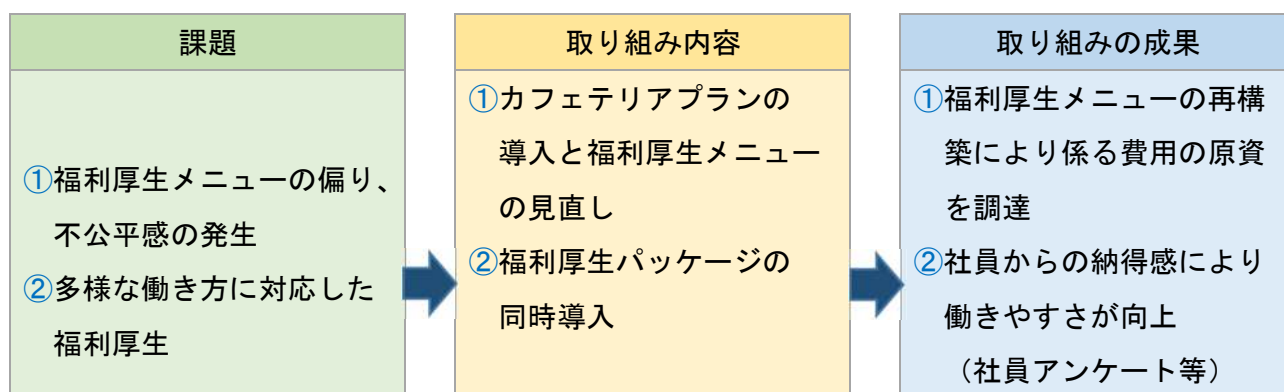 課題
①福利厚生メニューの偏り、
不公平感の発生
②多様な働き方に対応した
福利厚生
取り組み内容
①カフェテリアプランの
導入と福利厚生メニュー
の見直し
②福利厚生パッケージの
同時導入
取り組みの成果
①福利厚生メニューの再構
築により係る費用の原資
を調達
②社員からの納得感により
働きやすさが向上
（社員アンケート等）